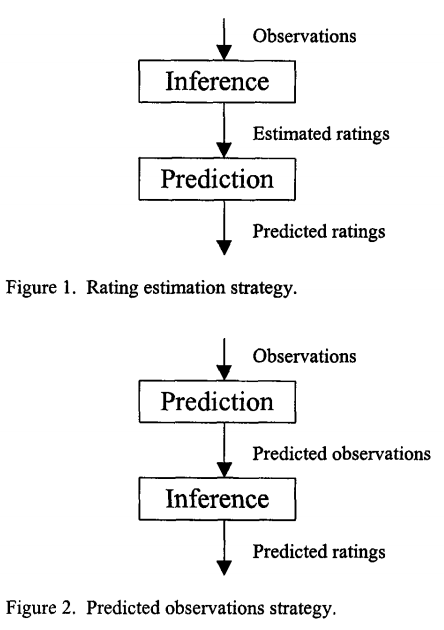 Observations
Inference
Estimated ratings
Prediction
Predicted ratings
Figure 1. Rating estimation strategy.
Observations
Prediction
Predicted observations
Inference
Predicted ratings
Figure 2. Predicted observations strategy.